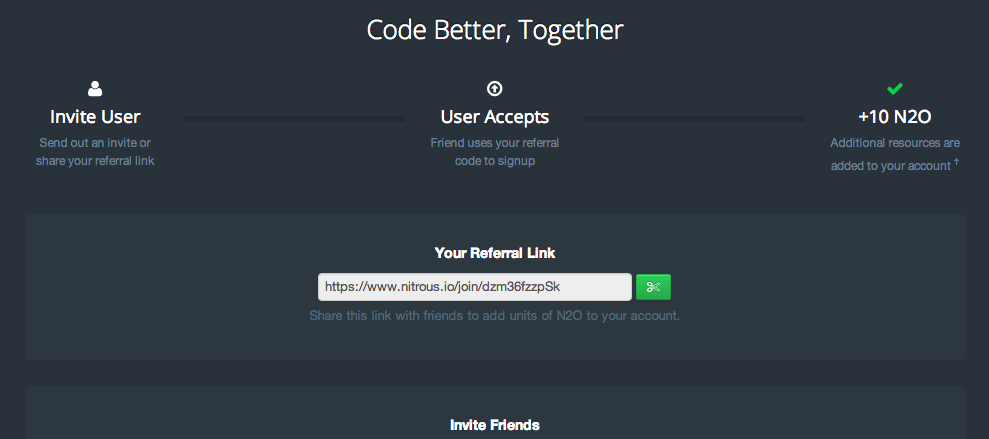 Code Better, Together
Invite User
Send out an invite or
share your referral link
User Accepts
Friend uses your referral
code to signup
+10 N2O
Additional resources are
added to your account †
Your Referral Link
https://www.nitrous.io/join/dzm36fzzpSk
Share this link with friends to add units of N2O to your account.
Invite Friends